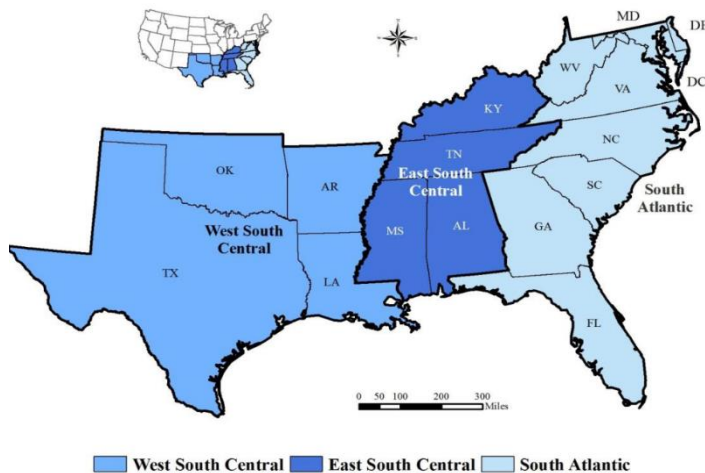 MD
DE
WV
DC
KY
VA
TN
NC
OK
AR
East South
Central
SC
South
Atlantic
West South
Central
MS
AL
GA
TX
LA
FL
0 50 100 200 300
Miles
West South Central East South Central South Atlantic